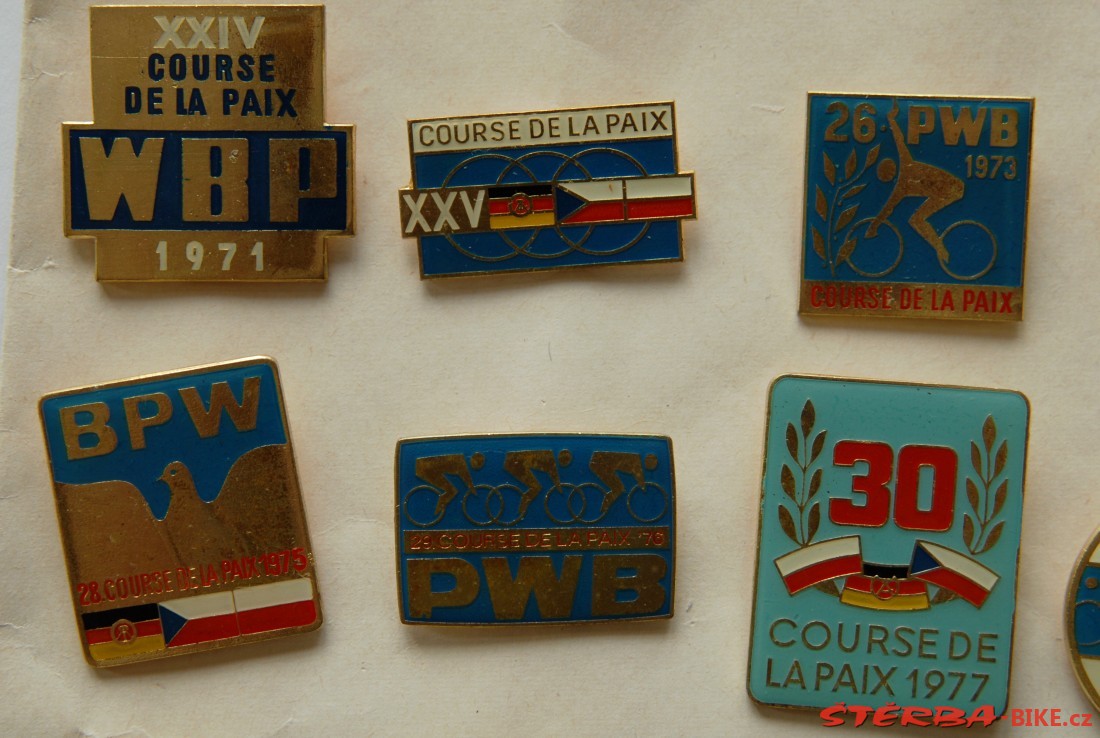 XXIV
COURSE
DE LA PAIX
WBP
1971
COURSE DE LA PAIX
XXV
26. PWB
1973
COURSE DE LA PAIX
BPW
28. COURSE DE LA PAIX 1975
29. COURSE DE LA PAIX '76
PWB
30
COURSE DE
LA PAIX 1977
ŠTĚRBA-BIKE.cz